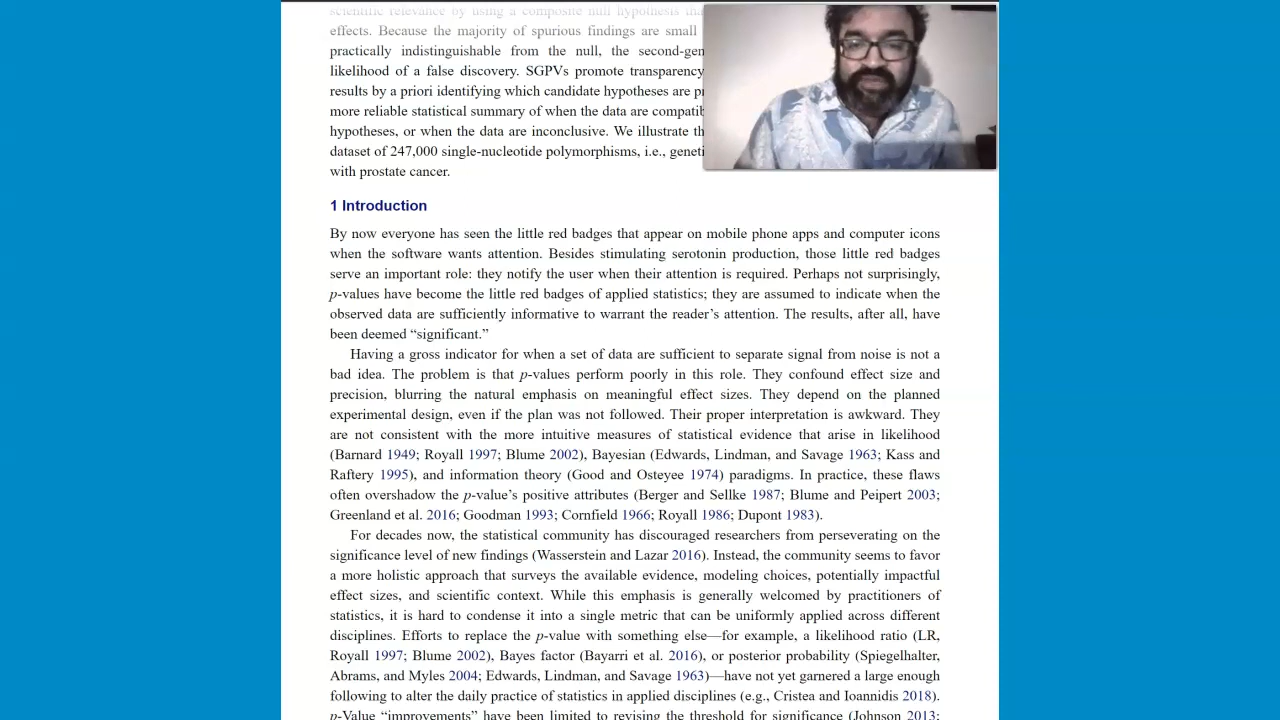 scientific relevance by using a composite null hypothesis tha
effects. Because the majority of spurious findings are small
practically indistinguishable from the null, the second-gen
likelihood of a false discovery. SGPVs promote transparency
results by a priori identifying which candidate hypotheses are p
more reliable statistical summary of when the data are compatib
hypotheses, or when the data are inconclusive. We illustrate th
dataset of 247,000 single-nucleotide polymorphisms, i.e., geneti
with prostate cancer.
1 Introduction
By now everyone has seen the little red badges that appear on mobile phone apps and computer icons
when the software wants attention. Besides stimulating serotonin production, those little red badges
serve an important role: they notify the user when their attention is required. Perhaps not surprisingly,
p-values have become the little red badges of applied statistics; they are assumed to indicate when the
observed data are sufficiently informative to warrant the reader’s attention. The results, after all, have
been deemed “significant.”
Having a gross indicator for when a set of data are sufficient to separate signal from noise is not a
bad idea. The problem is that p-values perform poorly in this role. They confound effect size and
precision, blurring the natural emphasis on meaningful effect sizes. They depend on the planned
experimental design, even if the plan was not followed. Their proper interpretation is awkward. They
are not consistent with the more intuitive measures of statistical evidence that arise in likelihood
(Barnard 1949; Royall 1997; Blume 2002), Bayesian (Edwards, Lindman, and Savage 1963; Kass and
Raftery 1995), and information theory (Good and Osteyee 1974) paradigms. In practice, these flaws
often overshadow the p-value’s positive attributes (Berger and Sellke 1987; Blume and Peipert 2003;
Greenland et al. 2016; Goodman 1993; Cornfield 1966; Royall 1986; Dupont 1983).
For decades now, the statistical community has discouraged researchers from perseverating on the
significance level of new findings (Wasserstein and Lazar 2016). Instead, the community seems to favor
a more holistic approach that surveys the available evidence, modeling choices, potentially impactful
effect sizes, and scientific context. While this emphasis is generally welcomed by practitioners of
statistics, it is hard to condense it into a single metric that can be uniformly applied across different
disciplines. Efforts to replace the p-value with something else—for example, a likelihood ratio (LR,
Royall 1997; Blume 2002), Bayes factor (Bayarri et al. 2016), or posterior probability (Spiegelhalter,
Abrams, and Myles 2004; Edwards, Lindman, and Savage 1963)—have not yet garnered a large enough
following to alter the daily practice of statistics in applied disciplines (e.g., Cristea and Ioannidis 2018).
p-Value “improvements” have been limited to revising the threshold for significance (Johnson 2013;